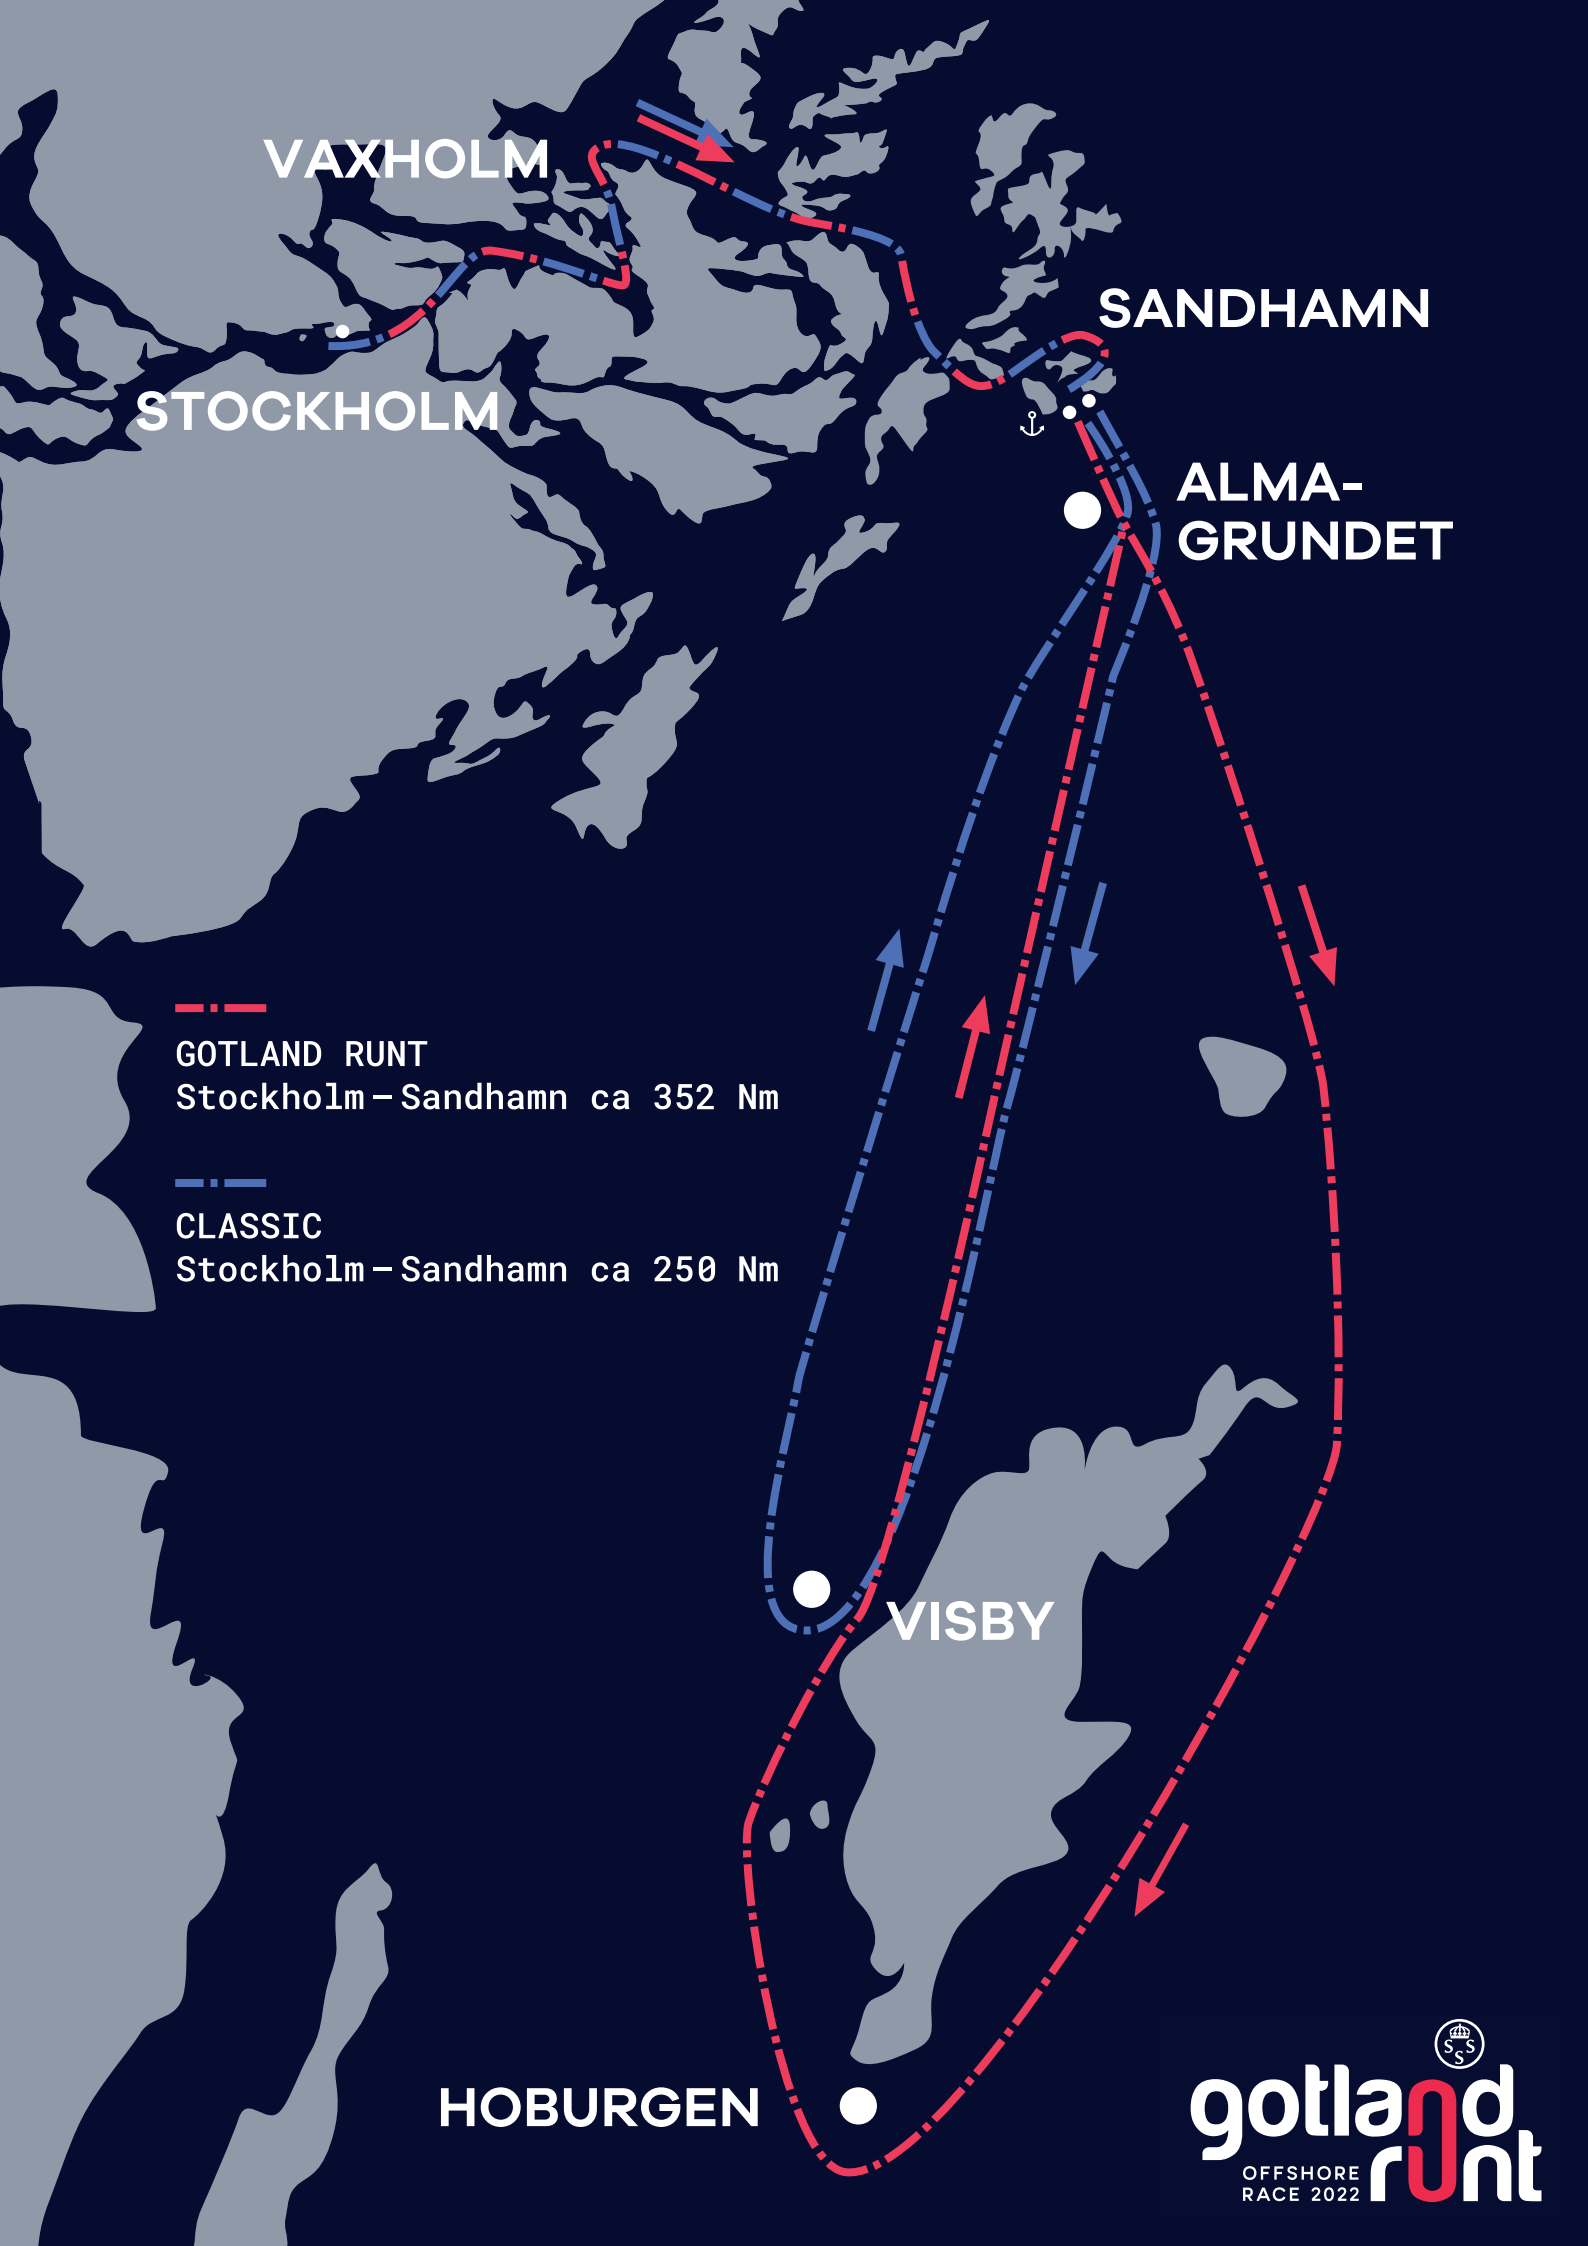 VAXHOLM
SANDHAMN
STOCKHOLM
ALMA-
GRUNDET
GOTLAND RUNT
Stockholm–Sandhamn ca 352 Nm
CLASSIC
Stockholm–Sandhamn ca 250 Nm
VISBY
HOBURGEN
S S
S
gotland
runt
OFFSHORE
RACE 2022